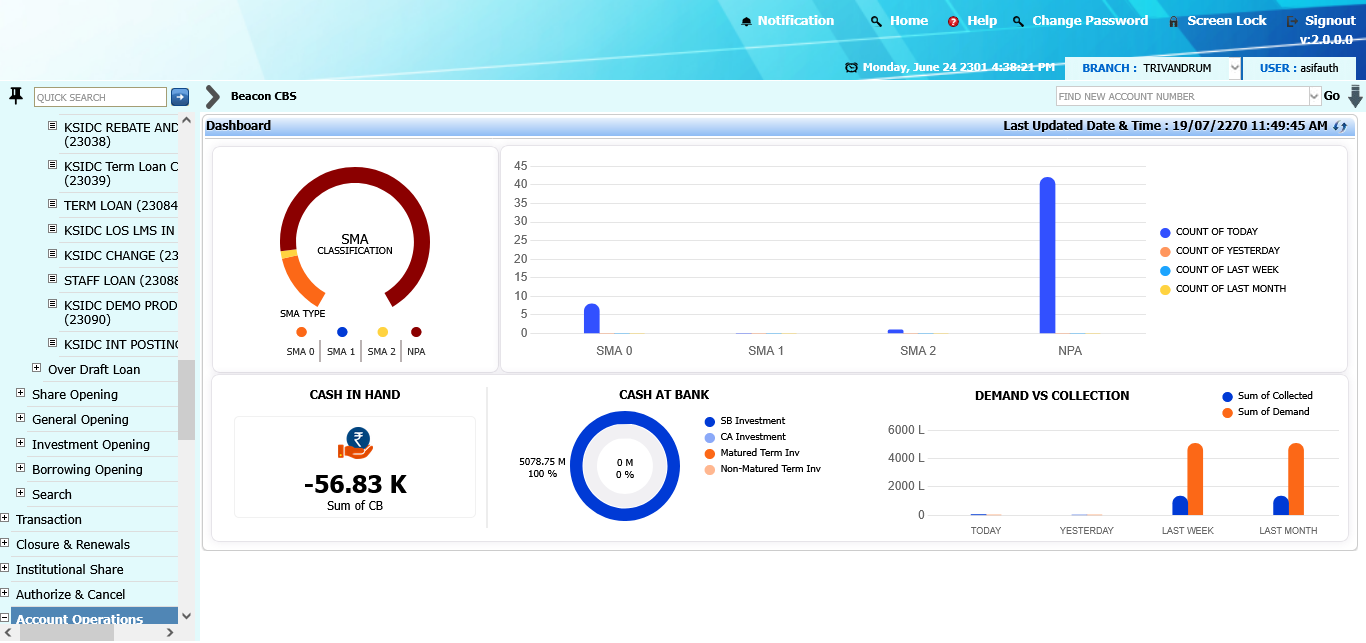 Notification Home Help Change Password Screen Lock Signout
v:2.0.0.0
Monday, June 24 2301 4:38:21 PM BRANCH : TRIVANDRUM USER : asifauth
QUICK SEARCH Beacon CBS FIND NEW ACCOUNT NUMBER Go
KSIDC REBATE AND
(23038)
KSIDC Term Loan C
(23039)
TERM LOAN (23084
KSIDC LOS LMS IN
KSIDC CHANGE (23
STAFF LOAN (23088
KSIDC DEMO PROD
(23090)
KSIDC INT POSTING
Over Draft Loan
Share Opening
General Opening
Investment Opening
Borrowing Opening
Search
Transaction
Closure & Renewals
Institutional Share
Authorize & Cancel
Account Operations
Dashboard Last Updated Date & Time : 19/07/2270 11:49:45 AM
SMA
CLASSIFICATION
SMA TYPE
SMA 0 SMA 1 SMA 2 NPA
45
40
35
30
25
20
15
10
5
0
SMA 0 SMA 1 SMA 2 NPA
COUNT OF TODAY
COUNT OF YESTERDAY
COUNT OF LAST WEEK
COUNT OF LAST MONTH
CASH IN HAND
₹
-56.83 K
Sum of CB
CASH AT BANK
5078.75 M
100 %
0 M
0 %
SB Investment
CA Investment
Matured Term Inv
Non-Matured Term Inv
DEMAND VS COLLECTION
Sum of Collected
Sum of Demand
6000 L
4000 L
2000 L
0
TODAY YESTERDAY LAST WEEK LAST MONTH